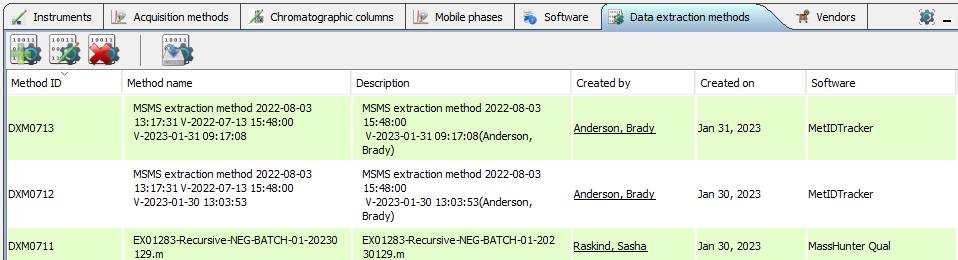 Instruments Acquisition methods Chromatographic columns Mobile phases Software Data extraction methods Vendors
Method ID Method name Description Created by Created on Software
DXM0713
MSMS extraction method 2022-08-03
13:17:31 V-2022-07-13 15:48:00
V-2023-01-31 09:17:08
MSMS extraction method 2022-08-03
15:48:00
V-2023-01-31 09:17:08(Anderson,
Brady)
Anderson, Brady
Jan 31, 2023
MetIDTracker
DXM0712
MSMS extraction method 2022-08-03
13:17:31 V-2022-07-13 15:48:00
V-2023-01-30 13:03:53
MSMS extraction method 2022-08-03
15:48:00
V-2023-01-30 13:03:53(Anderson,
Brady)
Anderson, Brady
Jan 30, 2023
MetIDTracker
DXM0711
EX01283-Recursive-NEG-BATCH-01-20230
129.m
EX01283-Recursive-NEG-BATCH-01-202
30129.m
Raskind, Sasha
Jan 30, 2023
MassHunter Qual